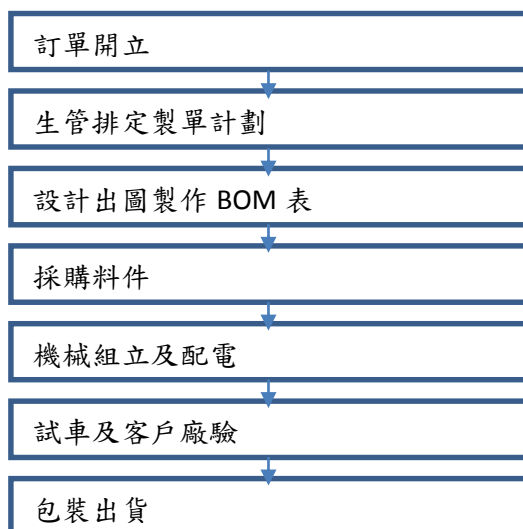 訂單開立
生管排定製單計劃
設計出圖製作 BOM 表
採購料件
機械組立及配電
試車及客戶廠驗
包裝出貨